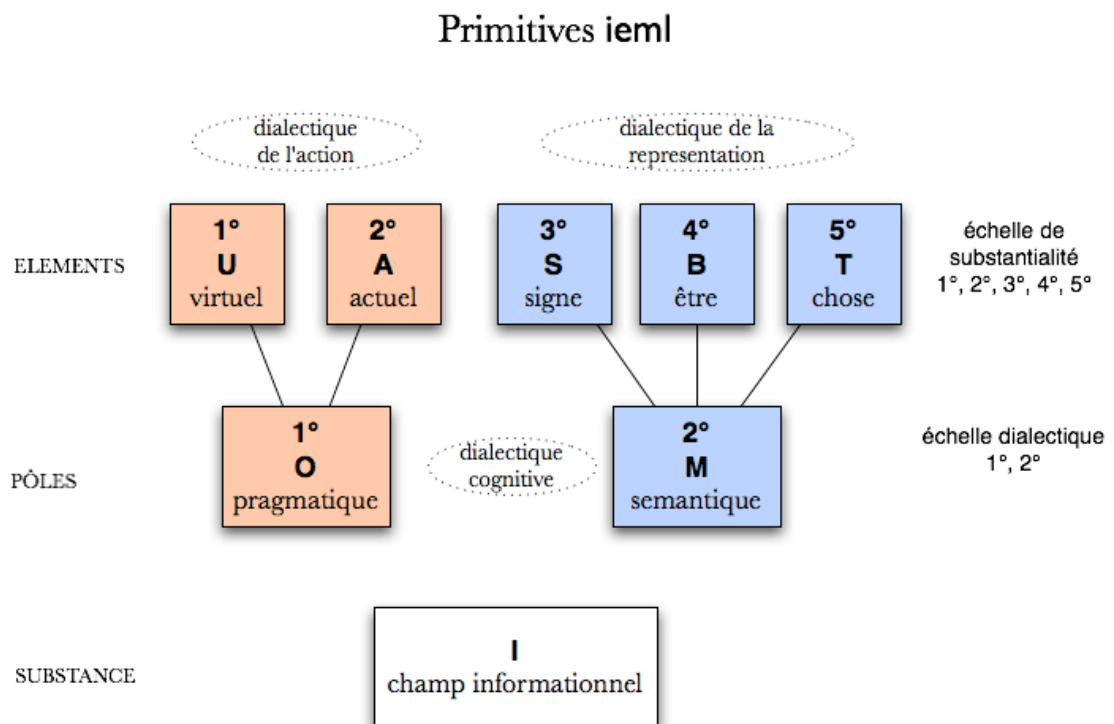 Primitives ieml
dialectique
de l'action
dialectique de la
representation
1°
U
virtuel
2°
A
actuel
3°
S
signe
4°
B
être
5°
T
chose
ELEMENTS
échelle de
substantialité
1°, 2°, 3°, 4°, 5°
1°
O
pragmatique
dialectique
cognitive
2°
M
semantique
PÔLES
échelle dialectique
1°, 2°
I
champ informationnel
SUBSTANCE